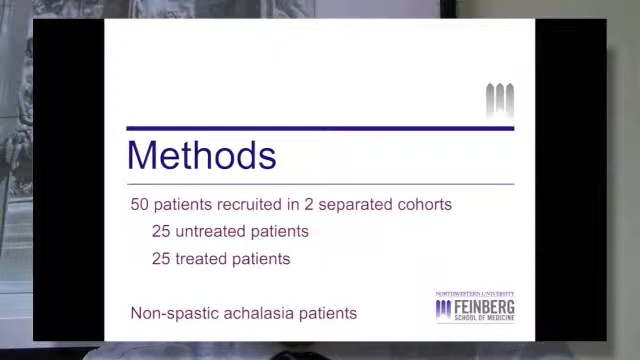 Methods
50 patients recruited in 2 separated cohorts
25 untreated patients
25 treated patients
Non-spastic achalasia patients
NORTHWESTERN UNIVERSITY
FEINBERG
SCHOOL OF MEDICINE